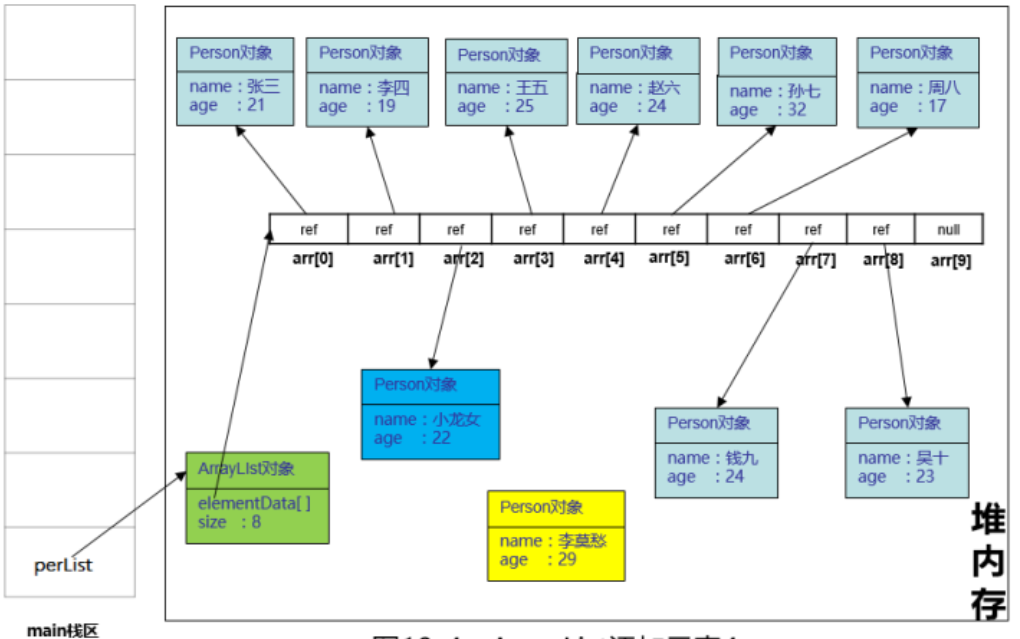 Person对象
name：张三
age ：21
Person对象
name：李四
age ：19
Person对象
name：王五
age ：25
Person对象
name：赵六
age ：24
Person对象
name：孙七
age ：32
Person对象
name：周八
age ：17
ref ref ref ref ref ref ref ref ref null
arr[0] arr[1] arr[2] arr[3] arr[4] arr[5] arr[6] arr[7] arr[8] arr[9]
Person对象
name：小龙女
age ：22
Person对象
name：钱九
age ：24
Person对象
name：吴十
age ：23
ArrayLIst对象
elementData[ ]
size ：8
Person对象
name：李莫愁
age ：29
堆内存
perList
main栈区